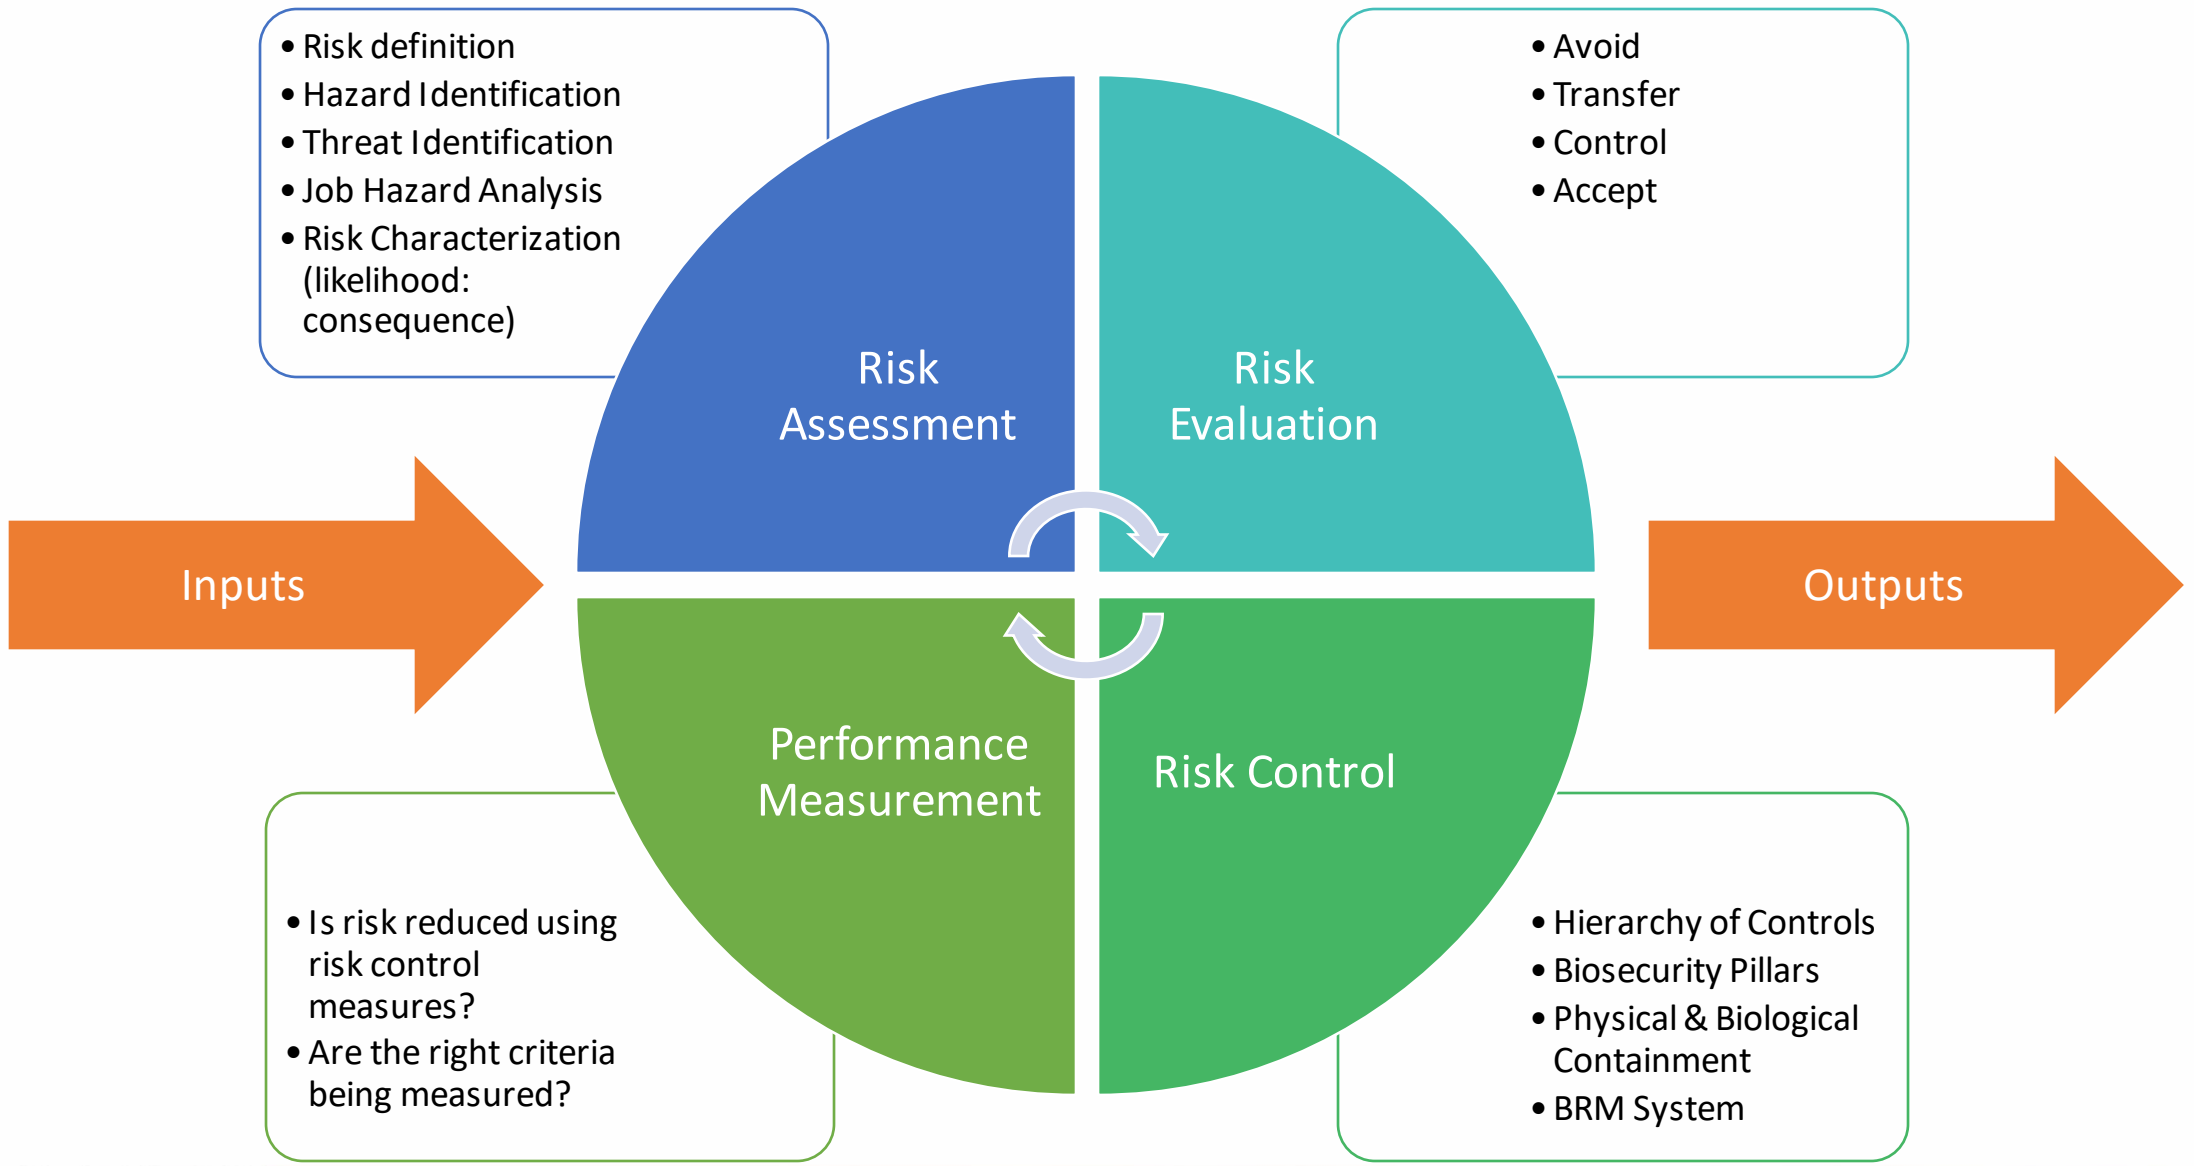 • Risk definition
• Hazard Identification
• Threat Identification
• Job Hazard Analysis
• Risk Characterization
(likelihood:
consequence)
• Avoid
• Transfer
• Control
• Accept
Risk
Assessment
Risk
Evaluation
Inputs
Outputs
Performance
Measurement
Risk Control
• Is risk reduced using
risk control
measures?
• Are the right criteria
being measured?
• Hierarchy of Controls
• Biosecurity Pillars
• Physical & Biological
Containment
• BRM System